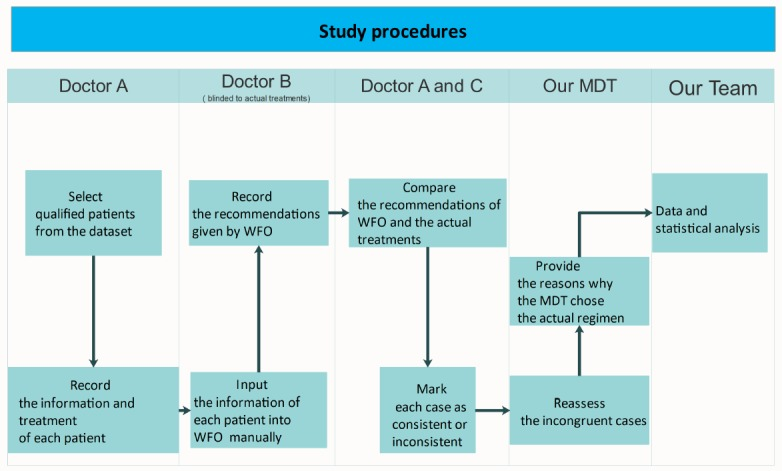 Study procedures
Doctor A
Doctor B
( blinded to actual treatments)
Doctor A and C
Our MDT
Our Team
Select
qualified patients
from the dataset
Record
the information and
treatment
of each patient
Input
the information of
each patient into
WFO manually
Record
the recommendations
given by WFO
Compare
the recommendations of
WFO and the actual
treatments
Mark
each case as
consistent or
inconsistent
Reassess
the incongruent cases
Provide
the reasons why
the MDT chose
the actual regimen
Data and
statistical analysis